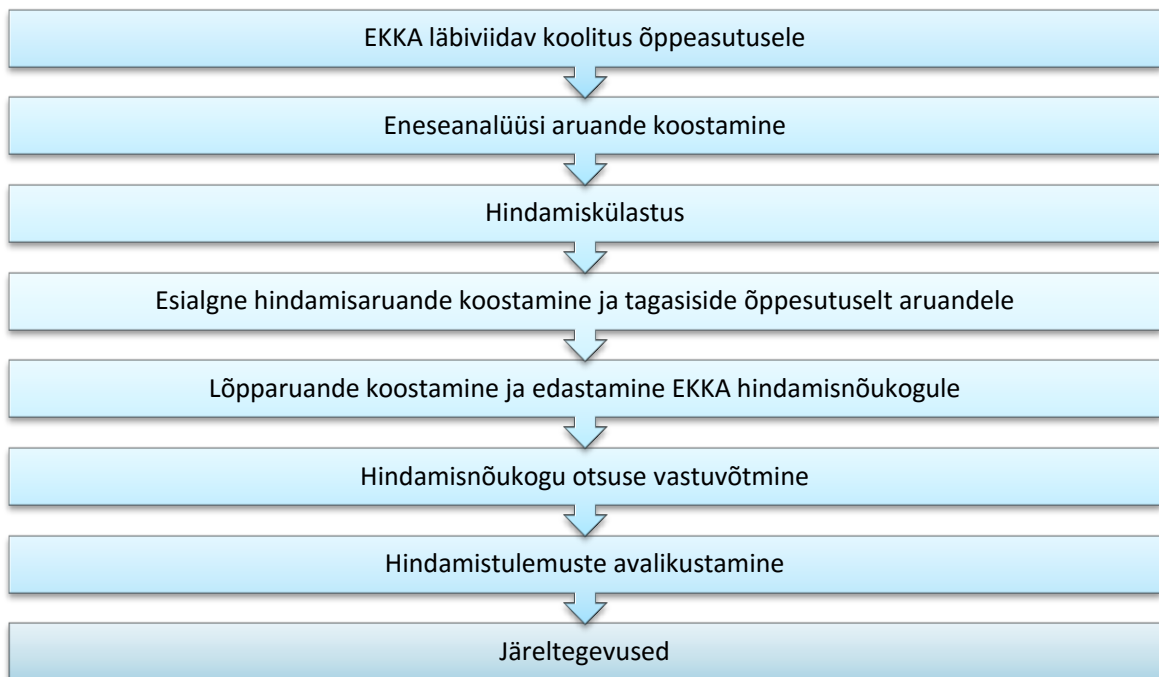 EKKA läbiviidav koolitus õppeasutusele
Eneseanalüüsi aruande koostamine
Hindamiskülastus
Esialgne hindamisaruande koostamine ja tagasiside õppesutuselt aruandele
Lõpparuande koostamine ja edastamine EKKA hindamisnõukogule
Hindamisnõukogu otsuse vastuvõtmine
Hindamistulemuste avalikustamine
Järeltegevused